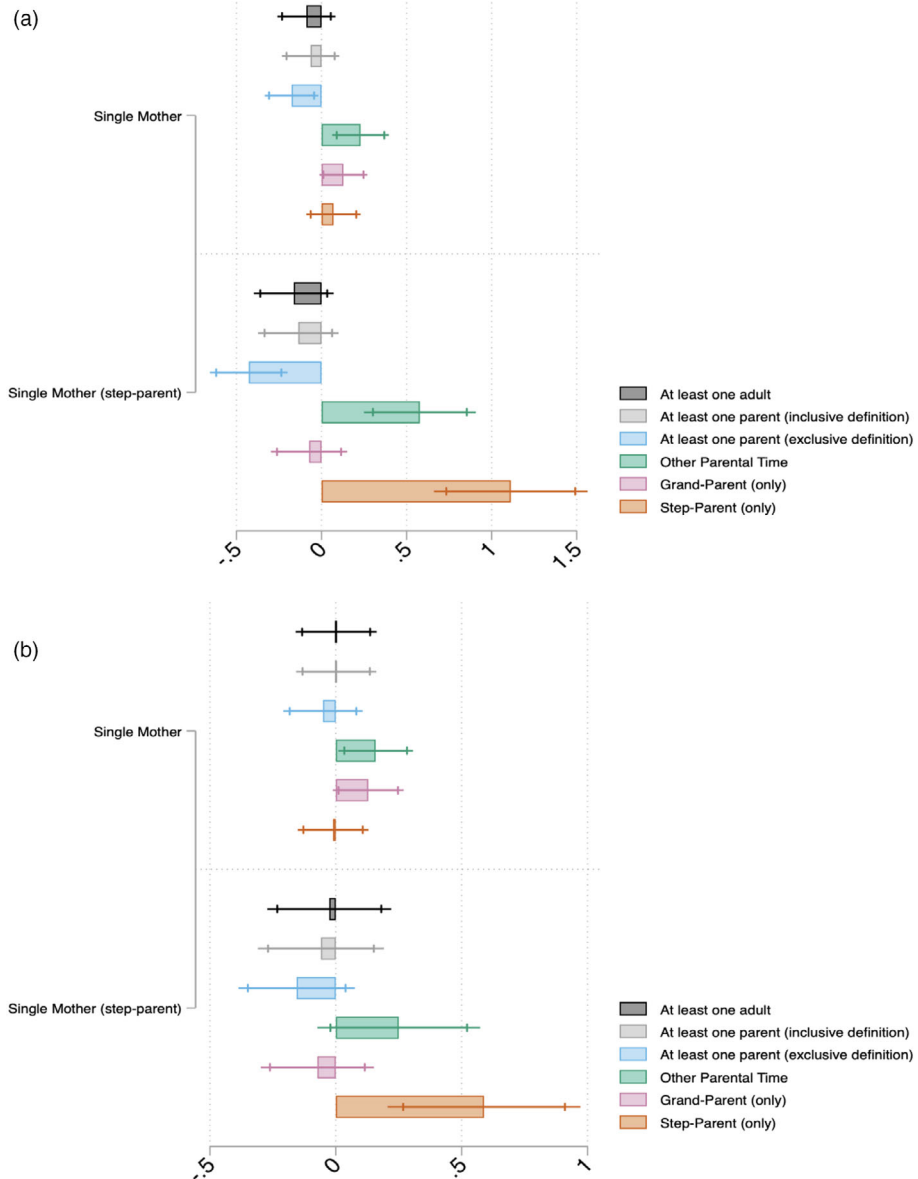 (a)
Single Mother
Single Mother (step-parent)
At least one adult
At least one parent (inclusive definition)
At least one parent (exclusive definition)
Other Parental Time
Grand-Parent (only)
Step-Parent (only)
-.5 0 .5 1 1.5
(b)
Single Mother
Single Mother (step-parent)
At least one adult
At least one parent (inclusive definition)
At least one parent (exclusive definition)
Other Parental Time
Grand-Parent (only)
Step-Parent (only)
-.5 0 .5 1